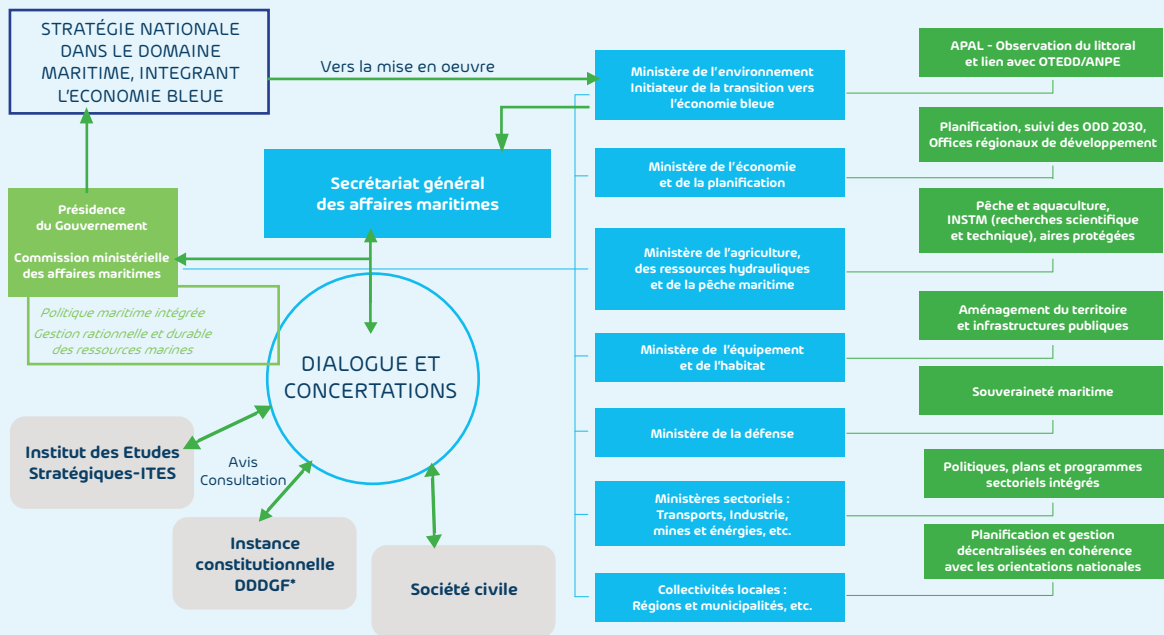 STRATÉGIE NATIONALE
DANS LE DOMAINE
MARITIME, INTEGRANT
L'ECONOMIE BLEUE
Vers la mise en oeuvre
Présidence
du Gouvernement
Commission ministérielle
des affaires maritimes
Politique maritime intégrée
Gestion rationnelle et durable
des ressources marines
Secrétariat général
des affaires maritimes
DIALOGUE ET
CONCERTATIONS
Institut des Etudes
Stratégiques-ITES
Avis
Consultation
Instance
constitutionnelle
DDDGF*
Société civile
Ministère de l'environnement
Initiateur de la transition vers
l'économie bleue
Ministère de l'économie
et de la planification
Ministère de l'agriculture,
des ressources hydrauliques
et de la pêche maritime
Ministère de l'équipement
et de l'habitat
Ministère de la défense
Ministères sectoriels :
Transports, Industrie,
mines et énérgies, etc.
Collectivités locales :
Régions et municipalités, etc.
APAL - Observation du littoral
et lien avec OTEDD/ANPE
Planification, suivi des ODD 2030,
Offices régionaux de développement
Pêche et aquaculture,
INSTM (recherches scientifique
et technique), aires protégées
Aménagement du territoire
et infrastructures publiques
Souveraineté maritime
Politiques, plans et programmes
sectoriels intégrés
Planification et gestion
décentralisées en cohérence
avec les orientations nationales